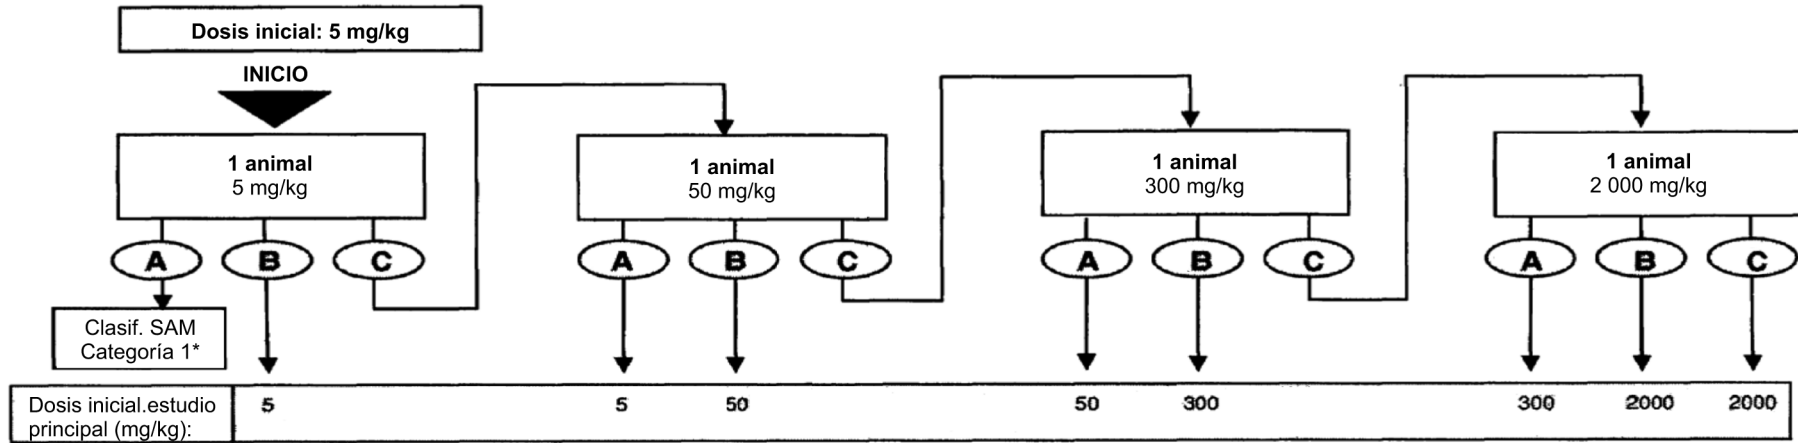 Dosis inicial: 5 mg/kg
INICIO
1 animal
5 mg/kg
1 animal
50 mg/kg
1 animal
300 mg/kg
1 animal
2 000 mg/kg
A B C
A B C
A B C
A B C
Clasif. SAM
Categoría 1*
Dosis inicial.estudio
principal (mg/kg):
5 5 50 50 300 300 2000 2000